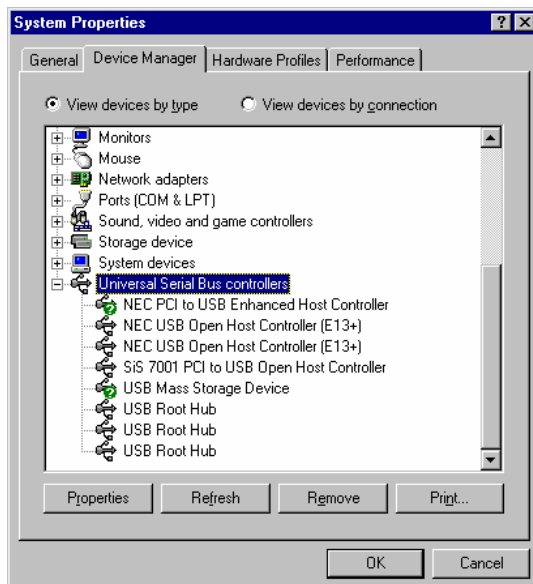 System Properties
General Device Manager Hardware Profiles Performance
View devices by type View devices by connection
Monitors
Mouse
Network adapters
Ports (COM & LPT)
Sound, video and game controllers
Storage device
System devices
Universal Serial Bus controllers
NEC PCI to USB Enhanced Host Controller
NEC USB Open Host Controller (E13+)
NEC USB Open Host Controller (E13+)
SiS 7001 PCI to USB Open Host Controller
USB Mass Storage Device
USB Root Hub
USB Root Hub
USB Root Hub
Properties Refresh Remove Print...
OK Cancel